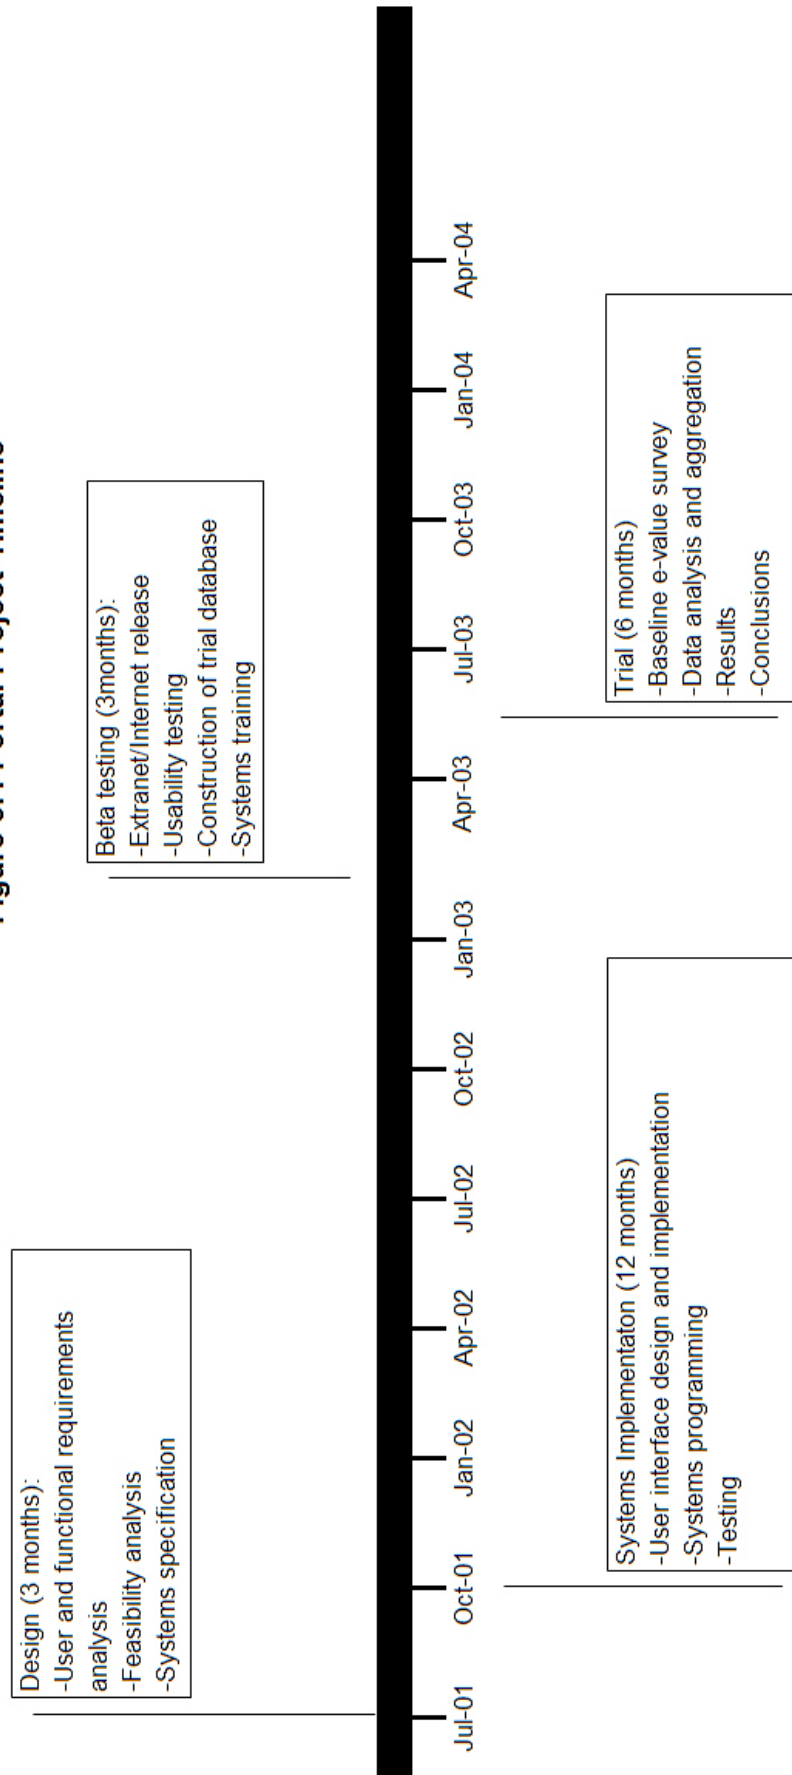 Figure Portal Project Timeline
Design (3 months):
-User and functional requirements
analysis
-Feasibility analysis
-Systems specification
Beta testing (3months):
-Extranet/Internet release
-Usability testing
-Construction of trial database
-Systems training
Jul-01 Oct-01 Jan-02 Apr-02 Jul-02 Oct-02 Jan-03 Apr-03 Jul-03 Oct-03 Jan-04 Apr-04
Systems Implementaton (12 months)
-User interface design and implementation
-Systems programming
-Testing
Trial (6 months)
-Baseline e-value survey
-Data analysis and aggregation
-Results
-Conclusions